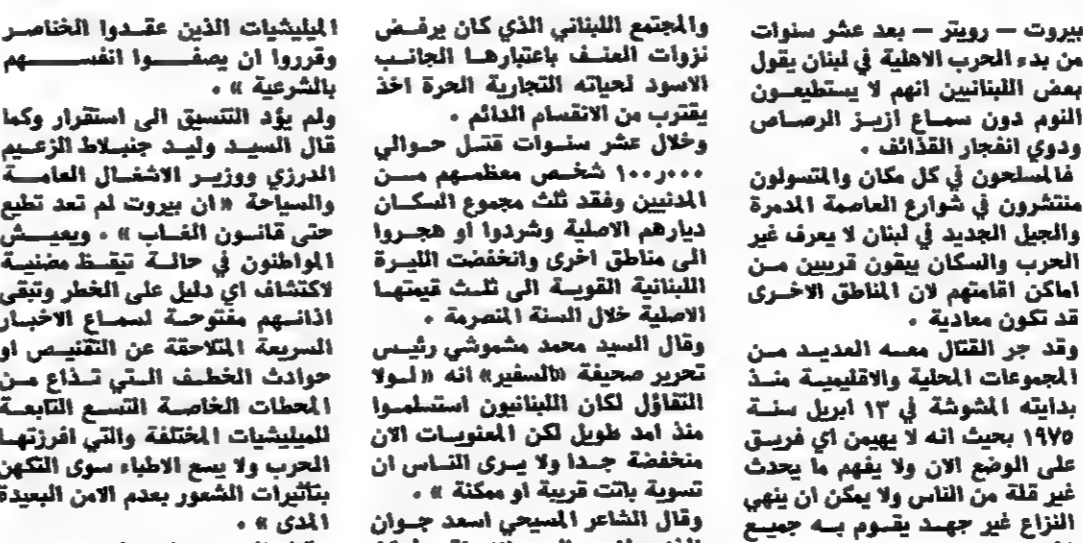 بيروت — رويتر — بعد عشر سنوات
من بدء الحرب الاهلية في لبنان يقول
بعض اللبنانيين انهم لا يستطيعون
النوم دون سماع ازيز الرصاص
ودوي انفجار القذائف .
فالمسلحون في كل مكان والمتسولون
منتشرون في شوارع العاصمة المدمرة
والجيل الجديد في لبنان لا يعرف غير
الحرب والسكان يبقون قريبين من
اماكن اقامتهم لان المناطق الاخرى
قد تكون معادية .
وقد جر القتال معه العديد من
المجموعات المحلية والاقليمية منذ
بدايته المشوشة في ١٣ ابريل سنة
١٩٧٥ بحيث انه لا يهيمن اي فريق
على الوضع الان ولا يفهم ما يحدث
غير قلة من الناس ولا يمكن ان ينهي
النزاع غير جهد يقوم به جميع
والمجتمع اللبناني الذي كان يرفض
نزوات العنف باعتبارها الجانب
الاسود لحياته التجارية الحرة اخذ
يقترب من الانقسام الدائم .
وخلال عشر سنوات قتل حوالي
١٠٠ر٠٠٠ شخص معظمهم من
المدنيين وفقد ثلث مجموع السكان
ديارهم الاصلية وشردوا او هجروا
الى مناطق اخرى وانخفضت الليرة
اللبنانية القوية الى ثلث قيمتها
الاصلية خلال السنة المنصرمة .
وقال السيد محمد مشموشي رئيس
تحرير صحيفة «السفير» انه « لولا
التفاؤل لكان اللبنانيون استسلموا
منذ امد طويل لكن المعنويات الان
منخفضة جدا ولا يرى الناس ان
تسوية باتت قريبة او ممكنة » .
وقال الشاعر المسيحي اسعد جوان
الميليشيات الذين عقدوا الخناصر
وقرروا ان يصفوا انفسهم
بالشرعية » .
ولم يؤد التنسيق الى استقرار وكما
قال السيد وليد جنبلاط الزعيم
الدرزي ووزير الاشغال العامة
والسياحة «ان بيروت لم تعد تطيع
حتى قانون الغاب » . ويعيش
المواطنون في حالة تيقظ مضنية
لاكتشاف اي دليل على الخطر وتبقى
اذانهم مفتوحة لسماع الاخبار
السريعة المتلاحقة عن التقنيص او
حوادث الخطف التي تذاع من
المحطات الخاصة التسع التابعة
للميليشيات المختلفة والتي افرزتها
الحرب ولا يسع الاطباء سوى التكهن
بتأثيرات الشعور بعدم الامن البعيدة
المدى » .